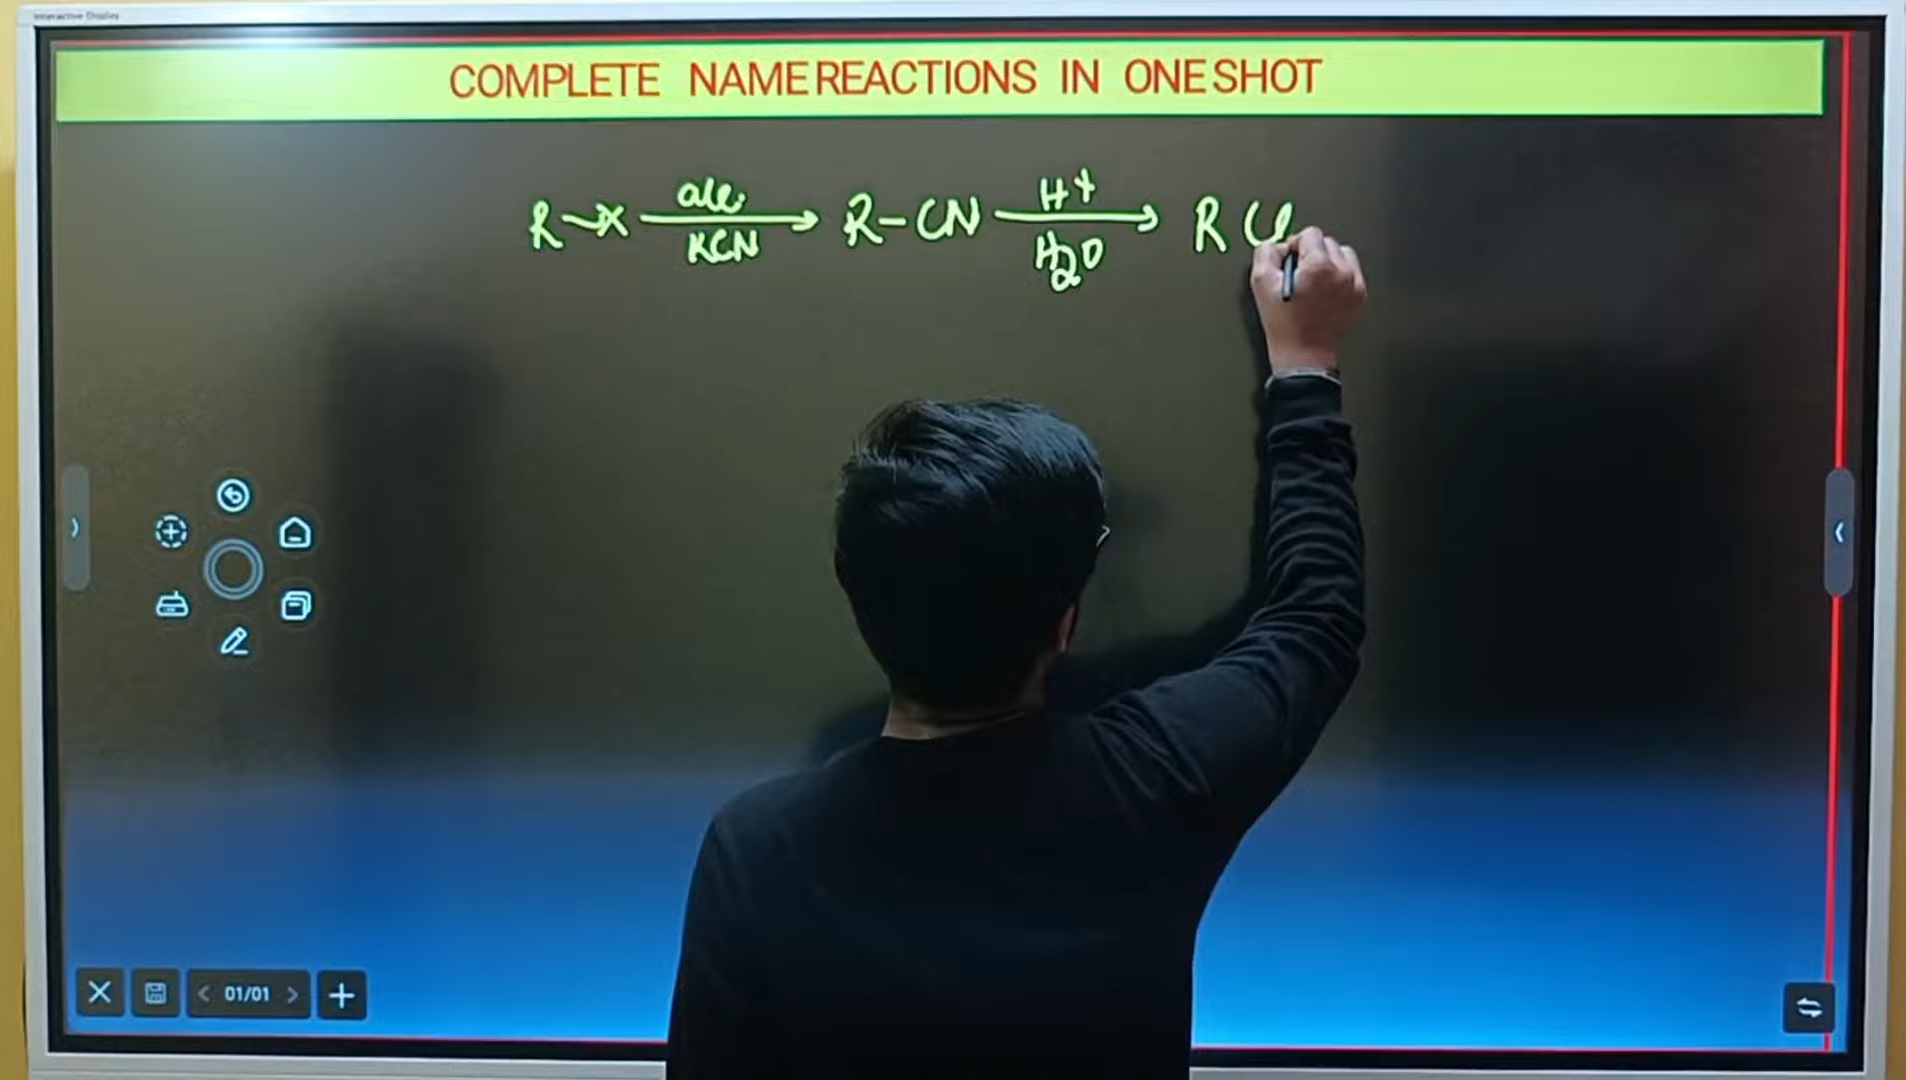 Interactive Display
COMPLETE NAME REACTIONS IN ONE SHOT
alc.
H+
R-X → R-CN → R
KCN
H2O
01/01